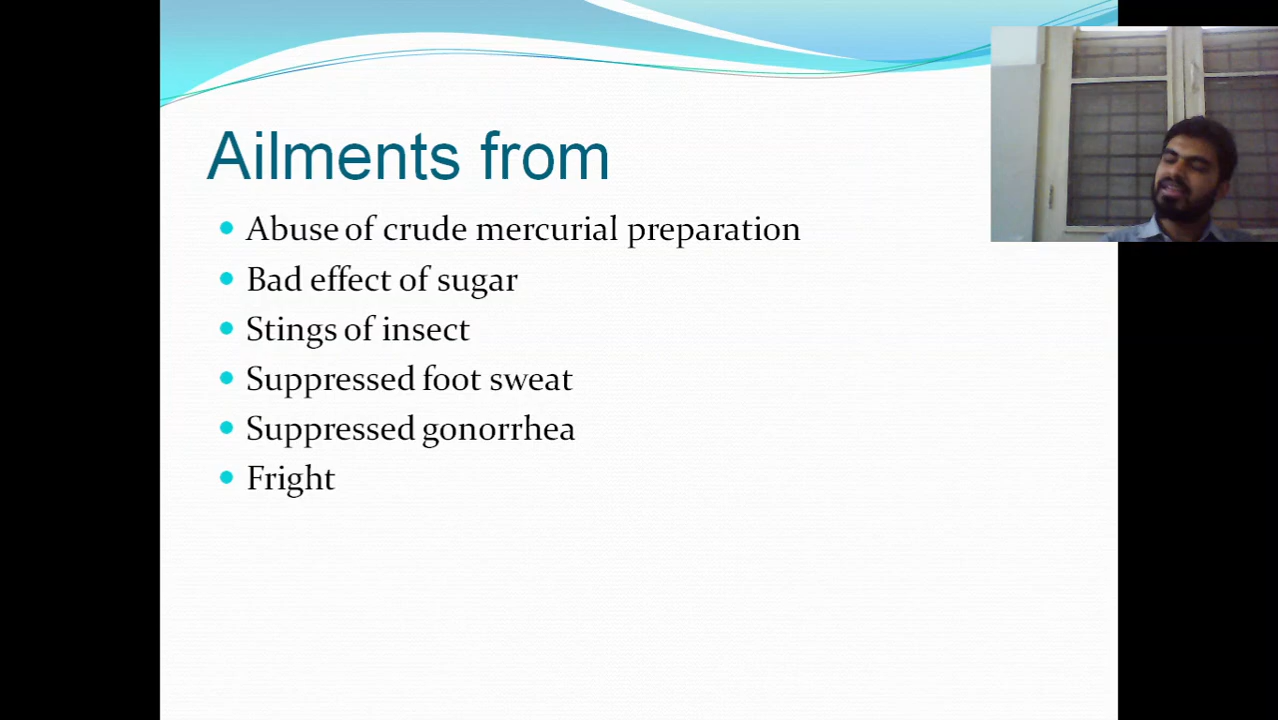 Ailments from
Abuse of crude mercurial preparation
Bad effect of sugar
Stings of insect
Suppressed foot sweat
Suppressed gonorrhea
Fright